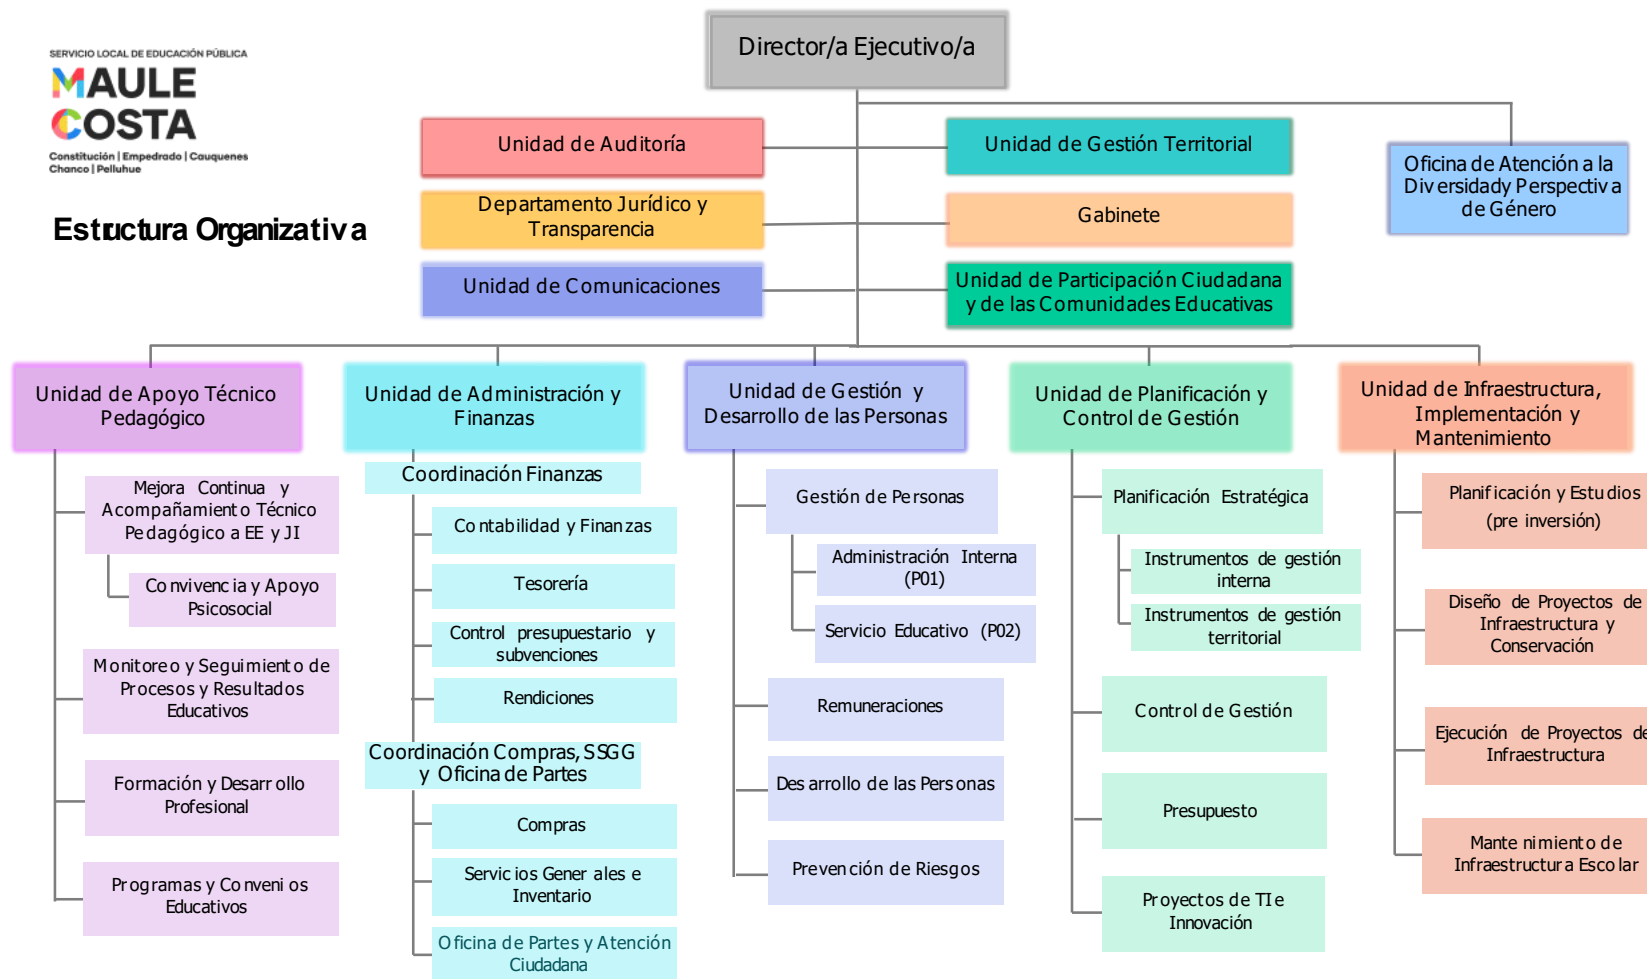 SERVICIO LOCAL DE EDUCACIÓN PÚBLICA
MAULE
COSTA
Constitución | Empedrado | Cauquenes
Chanco | Pelluhue
Estructura Organizativa
Director/a Ejecutivo/a
Unidad de Auditoría
Unidad de Gestión Territorial
Oficina de Atención a la
Diversidad y Perspectiva
de Género
Departamento Jurídico y
Transparencia
Gabinete
Unidad de Comunicaciones
Unidad de Participación Ciudadana
y de las Comunidades Educativas
Unidad de Apoyo Técnico
Pedagógico
Mejora Continua y
Acompañamiento Técnico
Pedagógico a EE y JI
Convivencia y Apoyo
Psicosocial
Monitoreo y Seguimiento de
Procesos y Resultados
Educativos
Formación y Desarrollo
Profesional
Programas y Convenios
Educativos
Unidad de Administración y
Finanzas
Coordinación Finanzas
Contabilidad y Finanzas
Tesorería
Control presupuestario y
subvenciones
Rendiciones
Coordinación Compras, SSGG
y Oficina de Partes
Compras
Servicios Generales e
Inventario
Oficina de Partes y Atención
Ciudadana
Unidad de Gestión y
Desarrollo de las Personas
Gestión de Personas
Administración Interna
(P01)
Servicio Educativo (P02)
Remuneraciones
Desarrollo de las Personas
Prevención de Riesgos
Unidad de Planificación y
Control de Gestión
Planificación Estratégica
Instrumentos de gestión
interna
Instrumentos de gestión
territorial
Control de Gestión
Presupuesto
Proyectos de TI e
Innovación
Unidad de Infraestructura,
Implementación y
Mantenimiento
Planificación y Estudios
(pre inversión)
Diseño de Proyectos de
Infraestructura y
Conservación
Ejecución de Proyectos de
Infraestructura
Mantenimiento de
Infraestructura Escolar